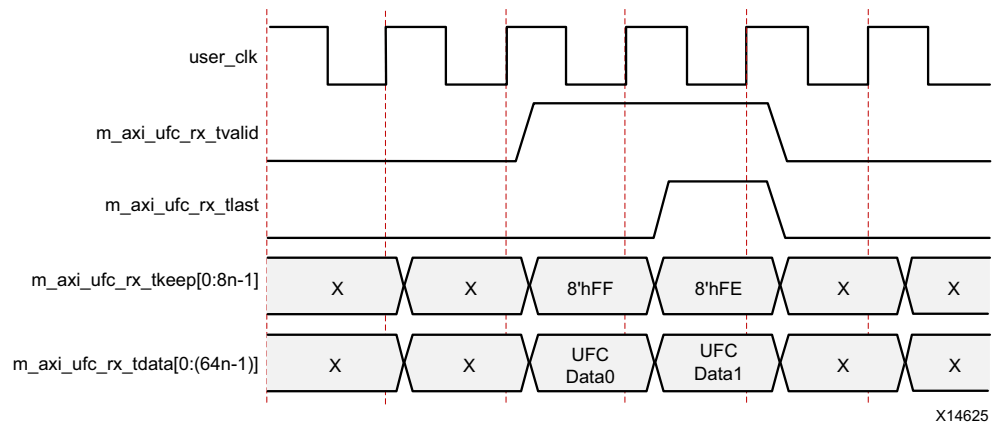 user_clk
m_axi_ufc_rx_tvalid
m_axi_ufc_rx_tlast
m_axi_ufc_rx_tkeep[0:8n-1] X X 8'hFF 8'hFE X X
m_axi_ufc_rx_tdata[0:(64n-1)] X X UFC Data0 UFC Data1 X X
X14625